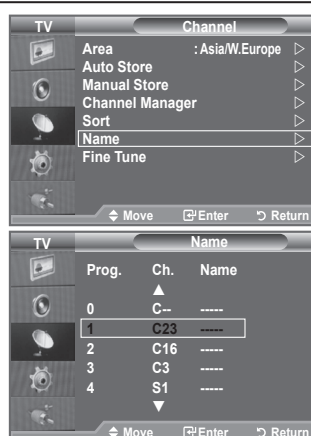 TV Channel
Area : Asia/W.Europe ▷
Auto Store ▷
Manual Store ▷
Channel Manager ▷
Sort ▷
Name ▷
Fine Tune ▷
Move Enter Return
TV Name
Prog. Ch. Name
▲
0 C-- -----
1 C23 -----
2 C16 -----
3 C3 -----
4 S1 -----
▼
Move Enter Return